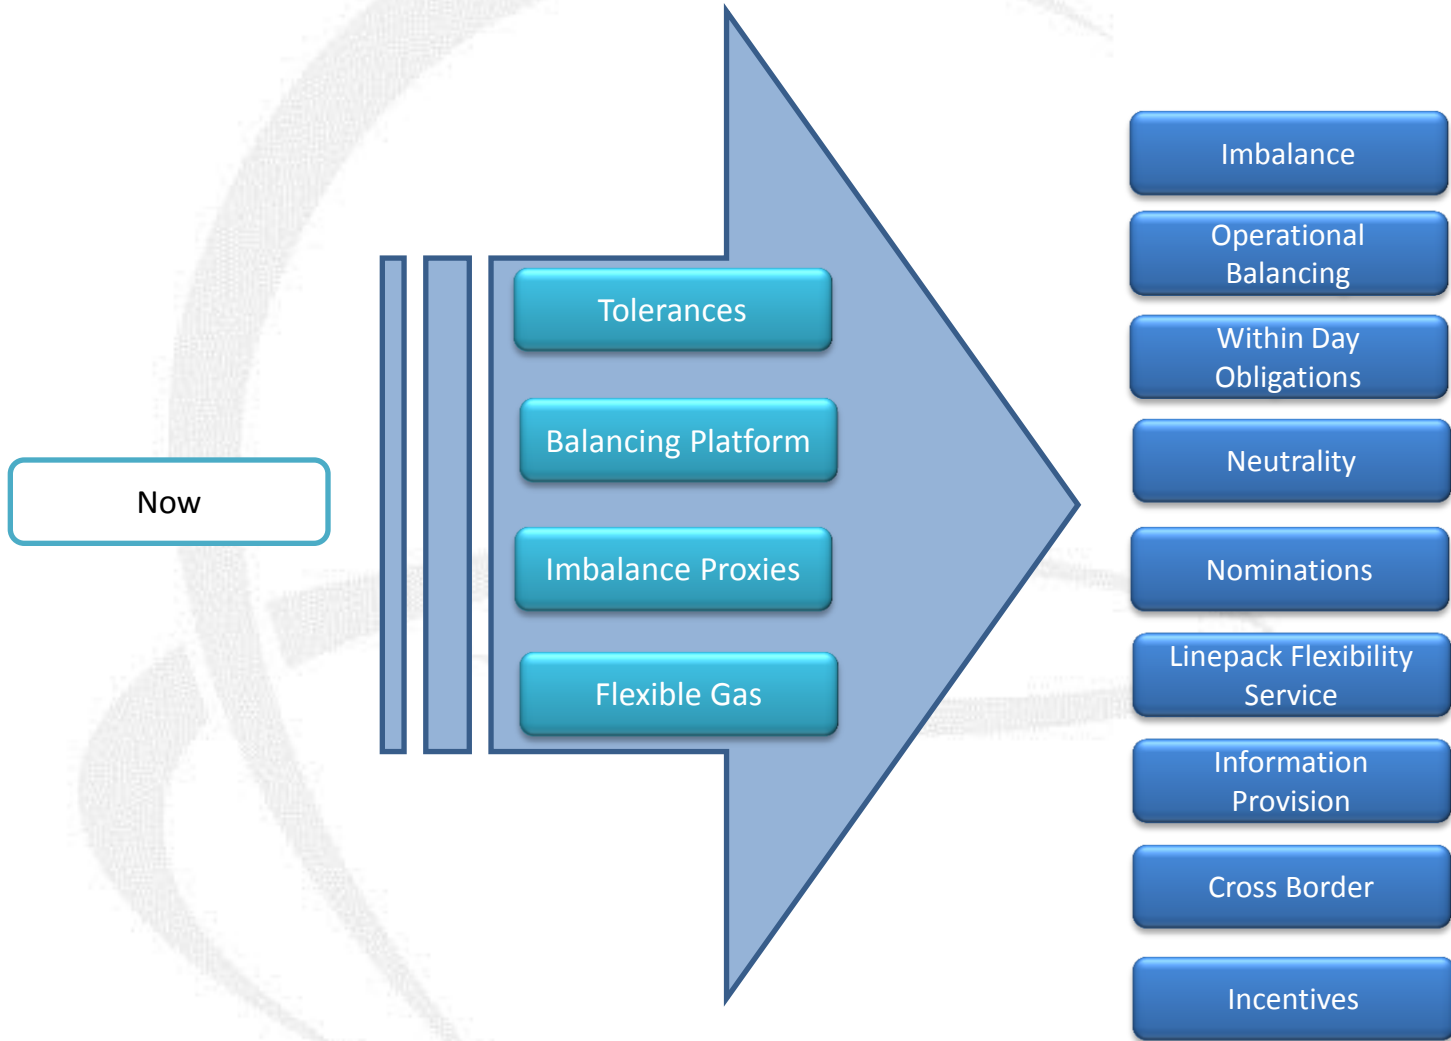 Now
Tolerances
Balancing Platform
Imbalance Proxies
Flexible Gas
Imbalance
Operational
Balancing
Within Day
Obligations
Neutrality
Nominations
Linepack Flexibility
Service
Information
Provision
Cross Border
Incentives